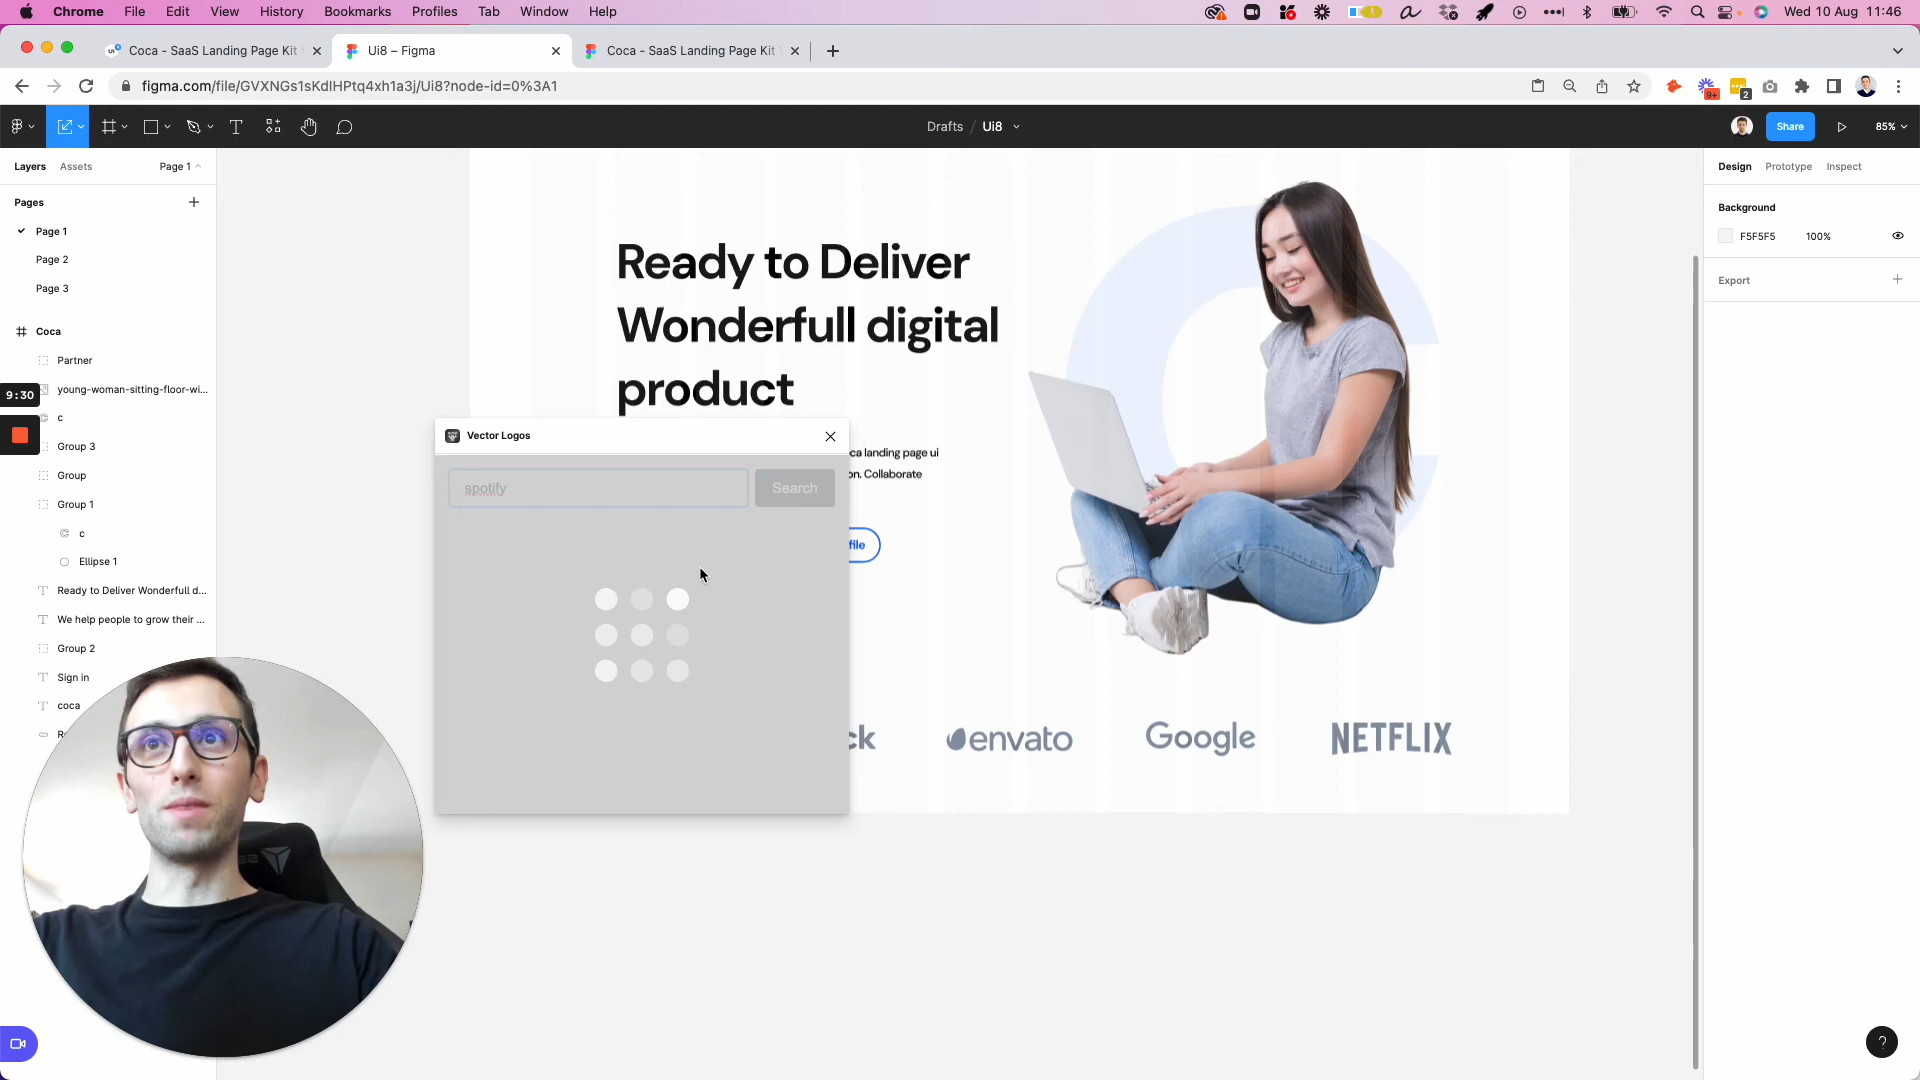 Chrome File Edit View History Bookmarks Profiles Tab Window Help
Wed 10 Aug 11:46
Coca - SaaS Landing Page Kit
Ui8 – Figma
Coca - SaaS Landing Page Kit
figma.com/file/GVXNGs1sKdlHPtq4xh1a3j/Ui8?node-id=0%3A1
9+
2
Drafts / Ui8
Share
85%
Layers Assets Page 1
Design Prototype Inspect
Pages
Page 1
Page 2
Page 3
Background
F5F5F5 100%
Export
Coca
Partner
young-woman-sitting-floor-wi...
9:30
c
Group 3
Group
Group 1
c
Ellipse 1
Ready to Deliver Wonderfull d...
We help people to grow their ...
Group 2
Sign in
coca
Ready to Deliver
Wonderfull digital
product
ca landing page ui
on. Collaborate
file
Vector Logos
spotify
Search
ck
envato
Google
NETFLIX
?